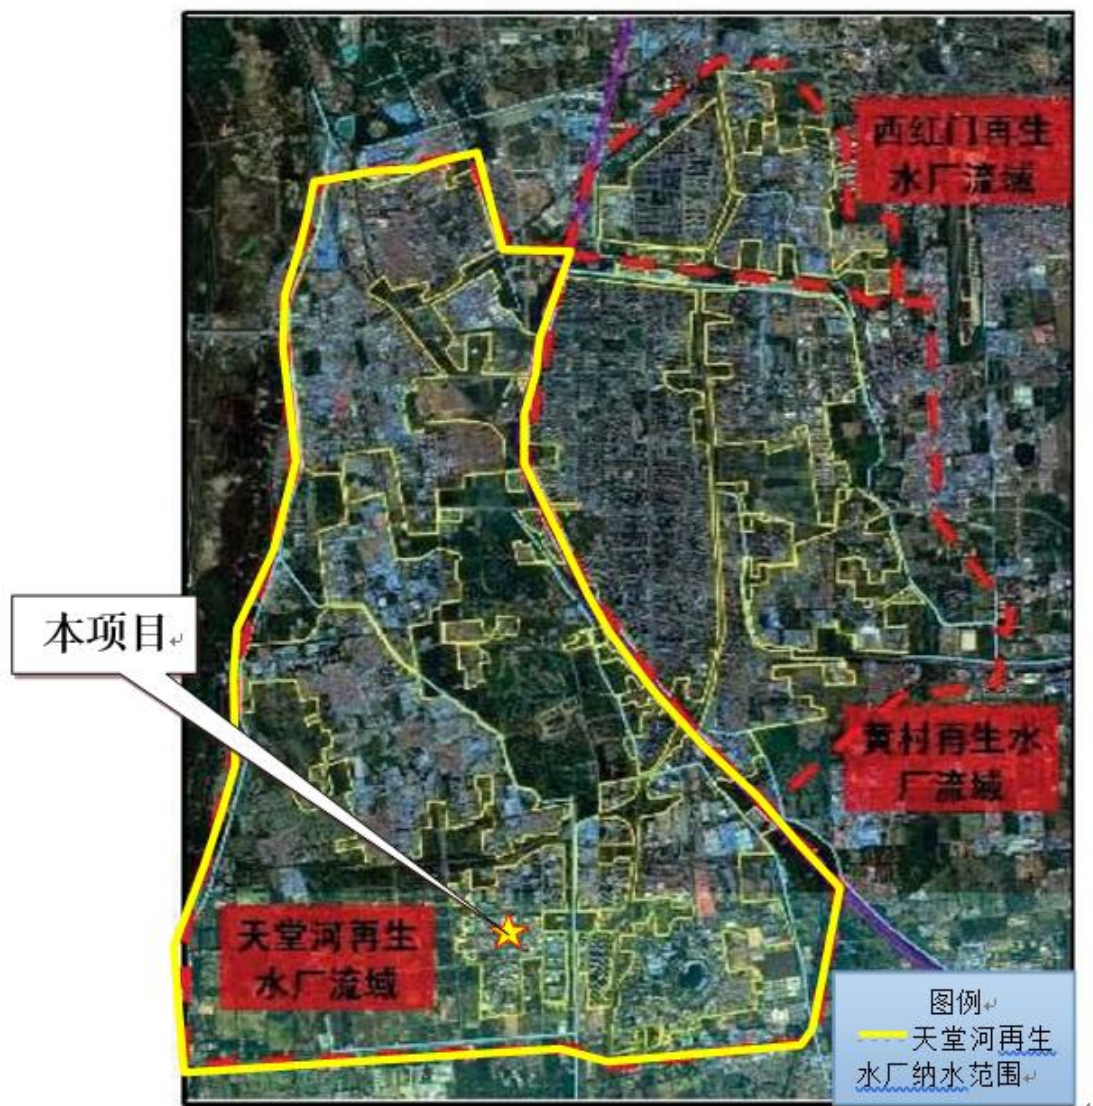 西红门再生
水厂流域
本项目
黄村再生水
厂流域
天堂河再生
水厂流域
图例
天堂河再生
水厂纳水范围